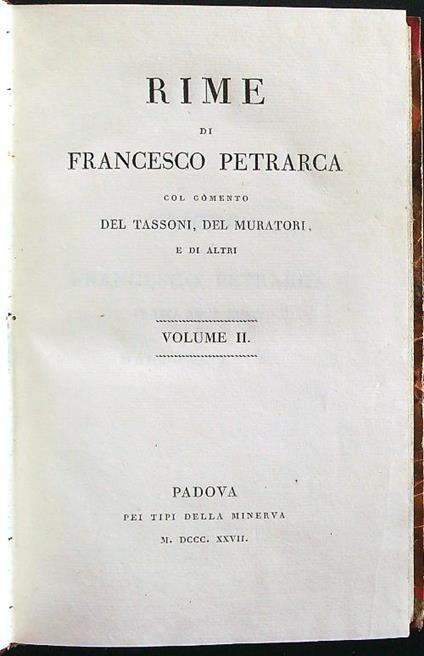 RIME
DI
FRANCESCO PETRARCA
COL COMENTO
DEL TASSONI, DEL MURATORI,
E DI ALTRI
VOLUME II.
PADOVA
PEI TIPI DELLA MINERVA
M. DCCC. XXVII.